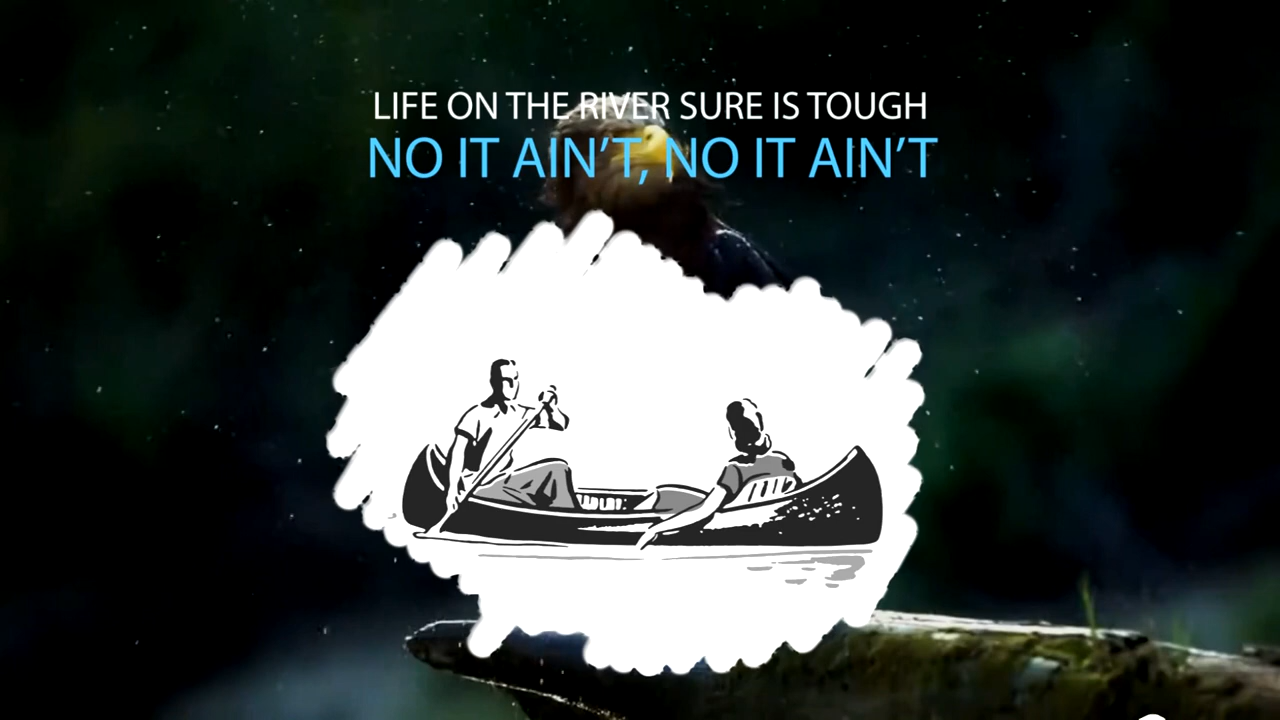 LIFE ON THE RIVER SURE IS TOUGH
NO IT AIN'T, NO IT AIN'T